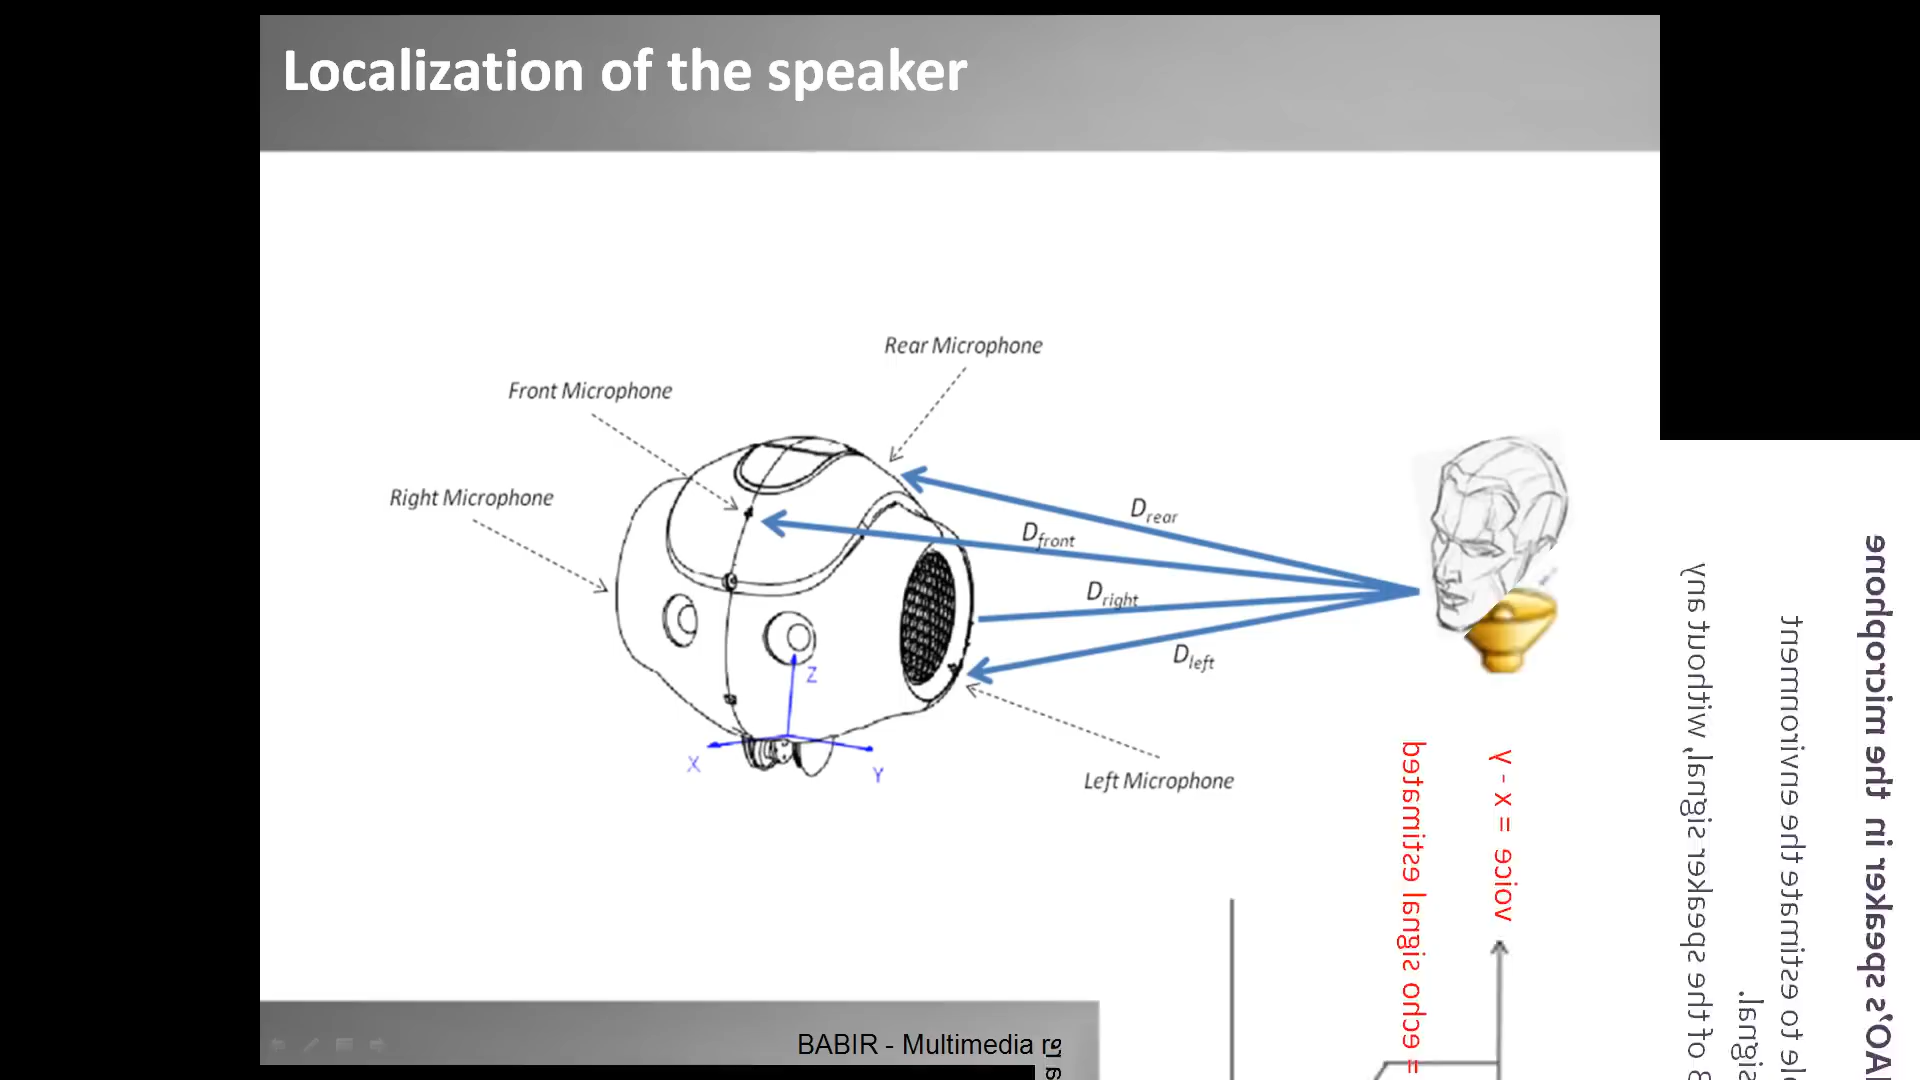 Localization of the speaker
Rear Microphone
Front Microphone
Right Microphone
D_rear
D_front
D_right
D_left
Z
X
Y
Left Microphone
BABIR - Multimedia
voice = x - y
= echo signal estimated
speaker in the microphone
to estimate the environment
signal.
of the speaker signal, without any